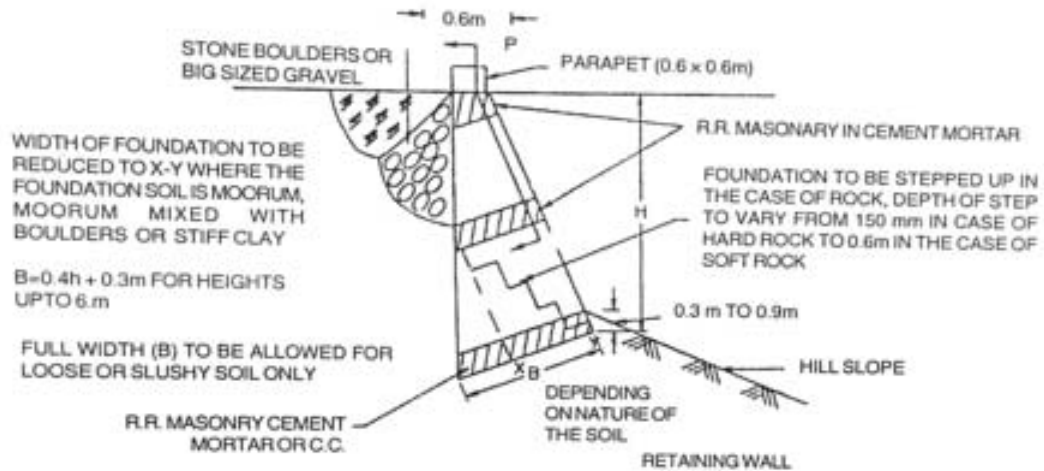 0.6m
P
STONE BOULDERS OR
BIG SIZED GRAVEL
PARAPET (0.6 x 0.6m)
R.R. MASONARY IN CEMENT MORTAR
WIDTH OF FOUNDATION TO BE
REDUCED TO X-Y WHERE THE
FOUNDATION SOIL IS MOORUM,
MOORUM MIXED WITH
BOULDERS OR STIFF CLAY
FOUNDATION TO BE STEPPED UP IN
THE CASE OF ROCK, DEPTH OF STEP
TO VARY FROM 150 mm IN CASE OF
HARD ROCK TO 0.6m IN THE CASE OF
SOFT ROCK
H
B=0.4h + 0.3m FOR HEIGHTS
UPTO 6.m
0.3 m TO 0.9m
FULL WIDTH (B) TO BE ALLOWED FOR
LOOSE OR SLUSHY SOIL ONLY
X
B
Y
HILL SLOPE
DEPENDING
ON NATURE OF
THE SOIL
R.R. MASONRY CEMENT
MORTAR OR C.C.
RETAINING WALL